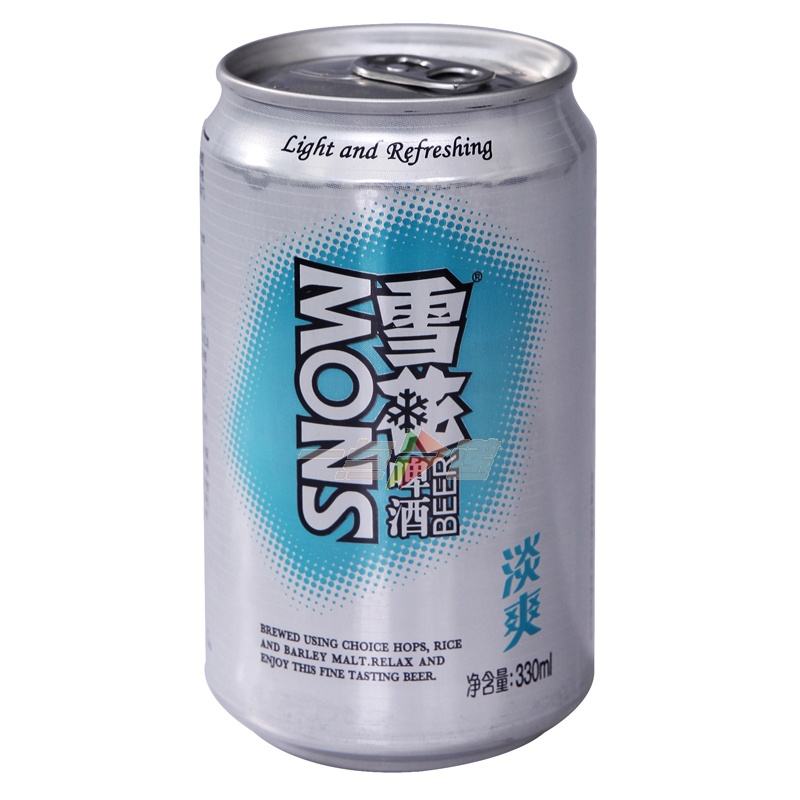 Light and Refreshing
SNOW
雪花®
啤酒
BEER
淡爽
BREWED USING CHOICE HOPS, RICE
AND BARLEY MALT.RELAX AND
ENJOY THIS FINE TASTING BEER.
净含量:330ml